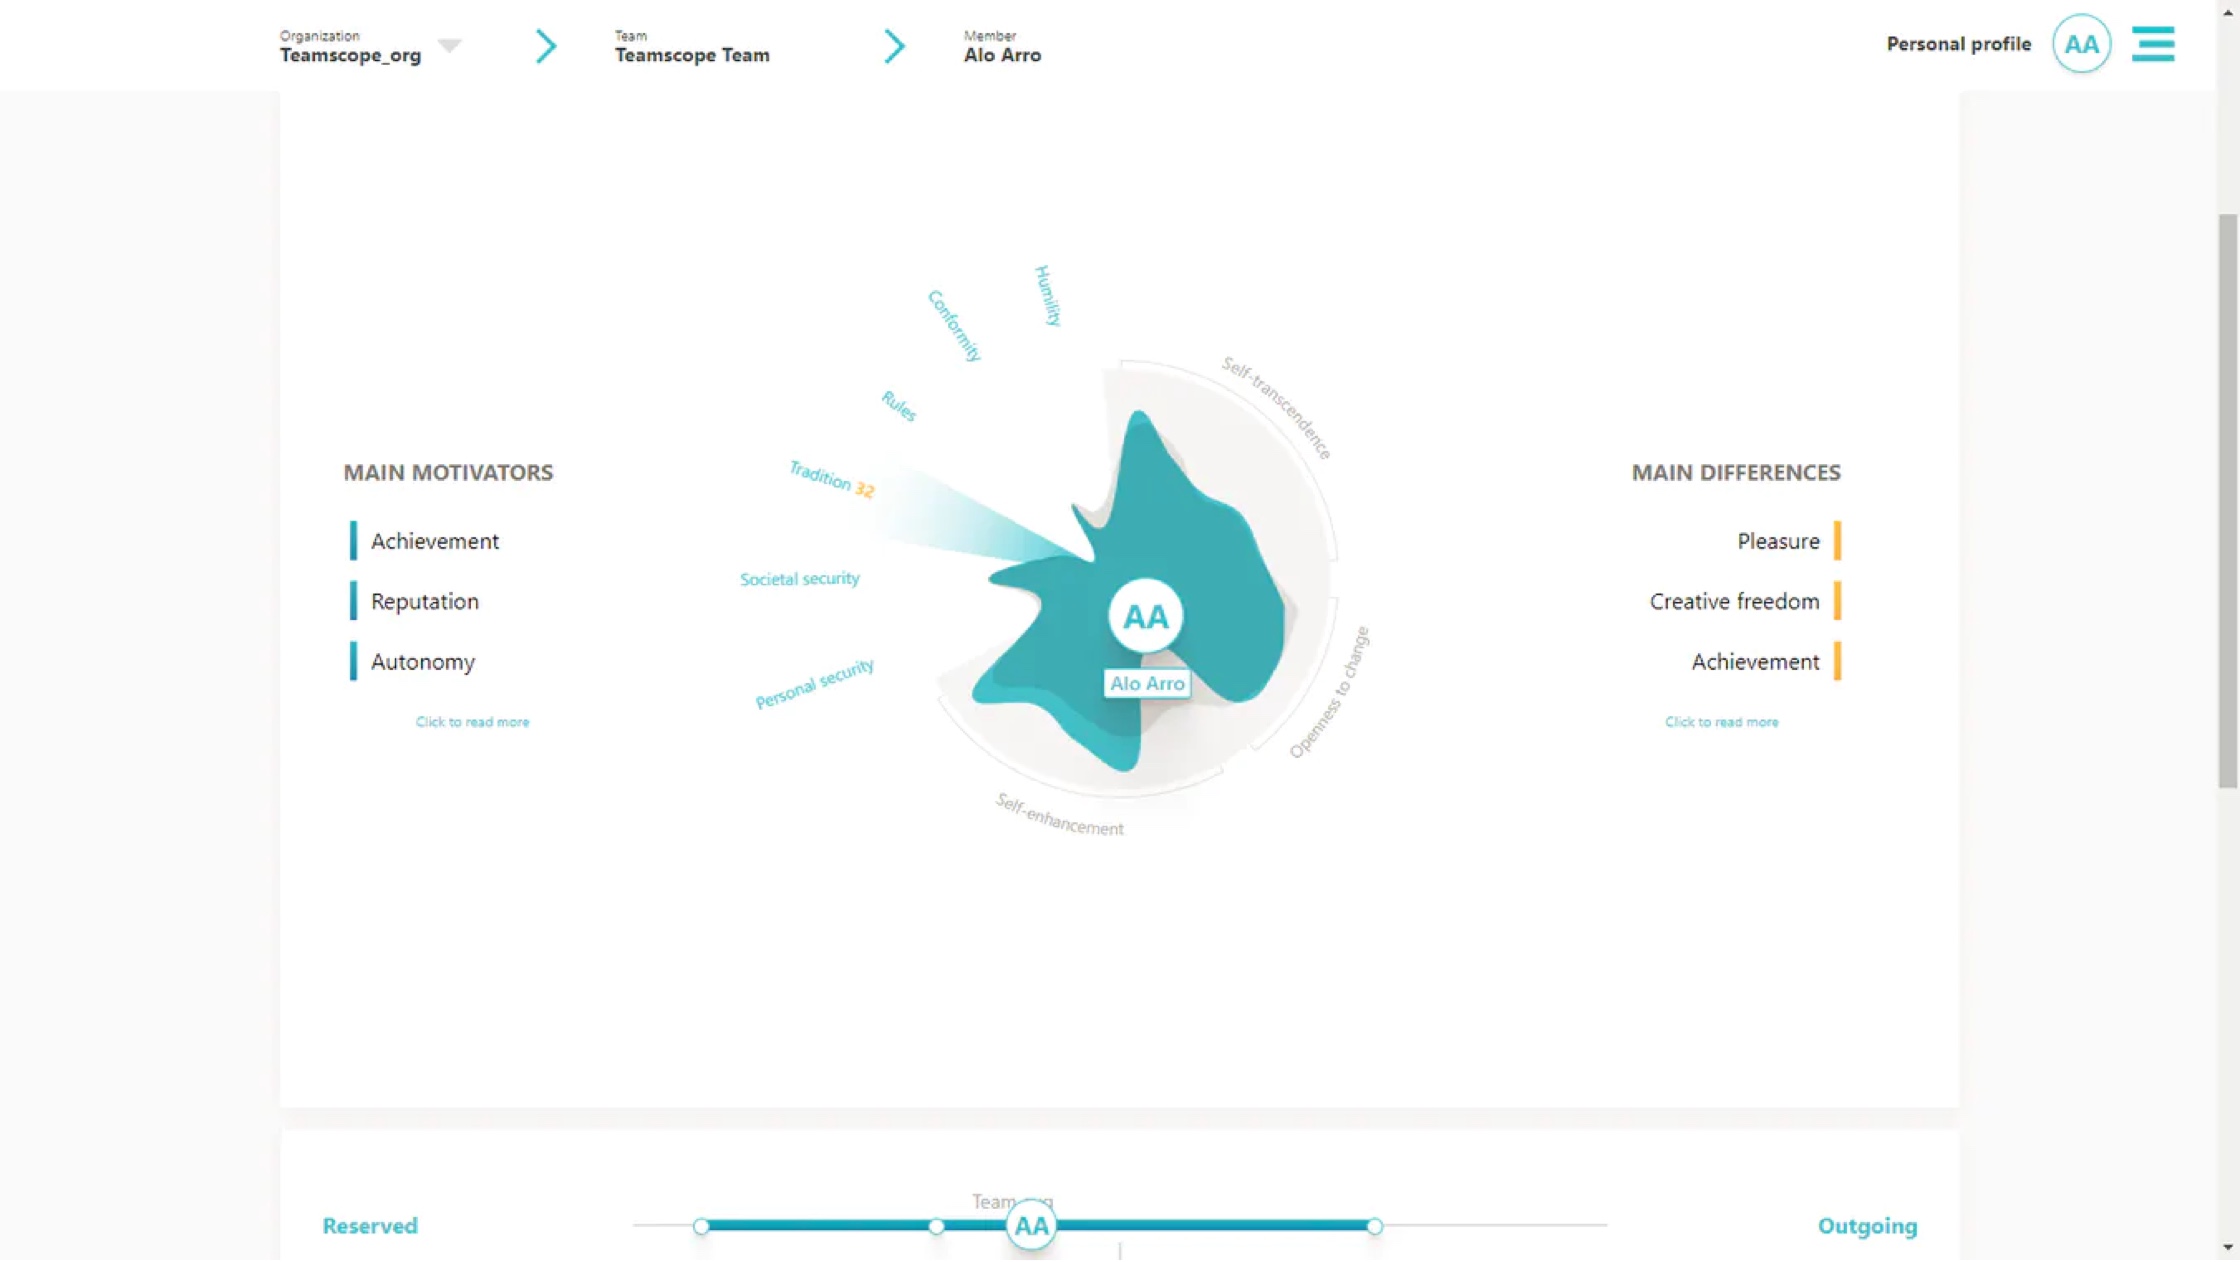 Organization
Teamscope_org
Team
Teamscope Team
Member
Alo Arro
Personal profile
AA
Humility
Conformity
Rules
Tradition 32
Societal security
Personal security
Self-transcendence
Openness to change
Self-enhancement
AA
Alo Arro
MAIN MOTIVATORS
Achievement
Reputation
Autonomy
Click to read more
MAIN DIFFERENCES
Pleasure
Creative freedom
Achievement
Click to read more
Team
Reserved
AA
Outgoing